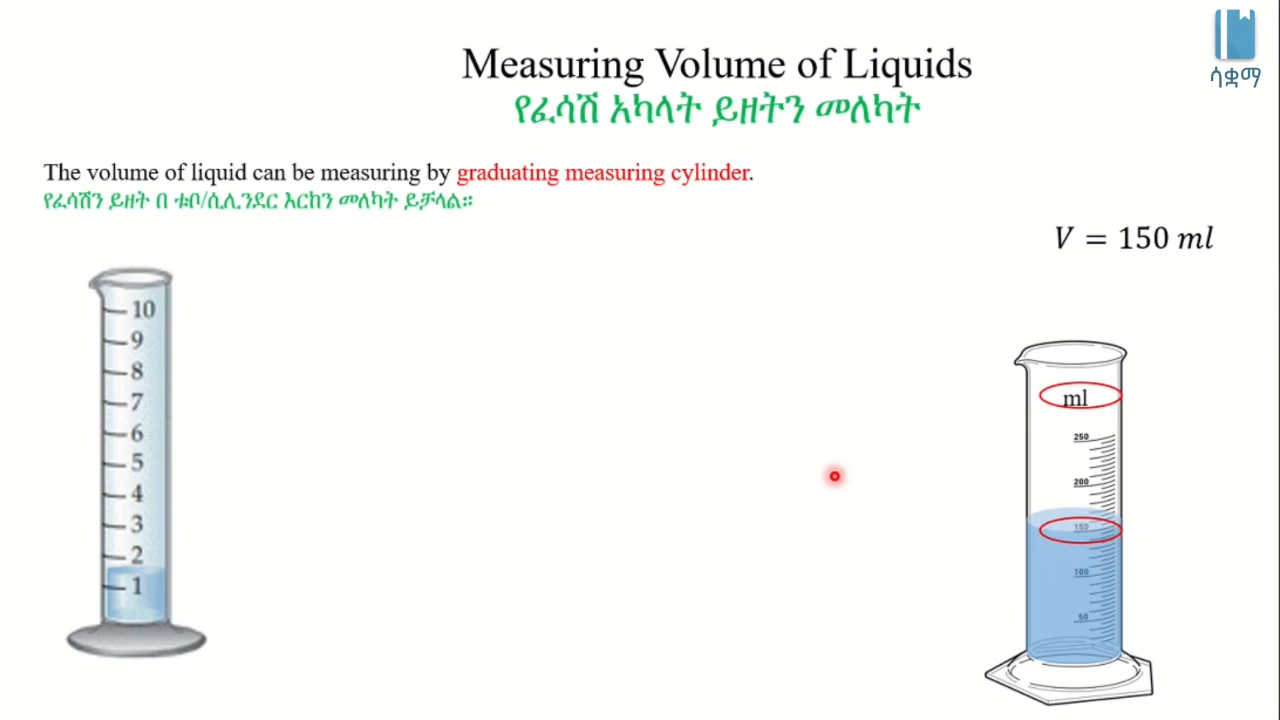 ሳቋማ
Measuring Volume of Liquids
የፈሳሽ አካላት ይዘትን መለካት
The volume of liquid can be measuring by graduating measuring cylinder.
የፈሳሽን ይዘት በ ቱቦ/ሲሊንደር እርከን መለካት ይቻላል።
V = 150 ml
10
9
8
7
6
5
4
3
2
1
ml
250
200
150
100
50